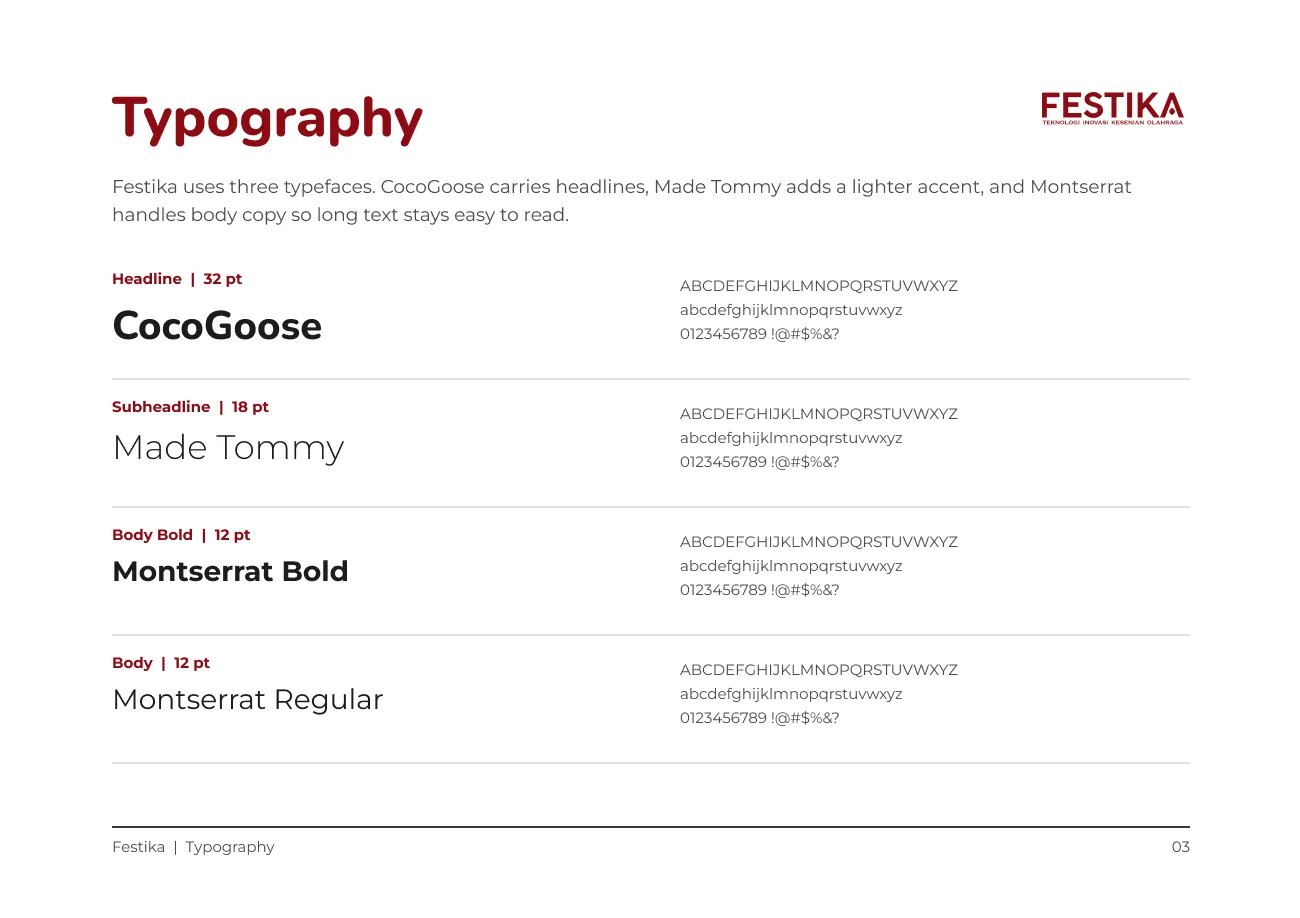 Typography
FESTIKA
TEKNOLOGI INOVASI KESENIAN OLAHRAGA
Festika uses three typefaces. CocoGoose carries headlines, Made Tommy adds a lighter accent, and Montserrat
handles body copy so long text stays easy to read.
Headline | 32 pt
CocoGoose
ABCDEFGHIJKLMNOPQRSTUVWXYZ
abcdefghijklmnopqrstuvwxyz
0123456789 !@#$%&?
Subheadline | 18 pt
Made Tommy
ABCDEFGHIJKLMNOPQRSTUVWXYZ
abcdefghijklmnopqrstuvwxyz
0123456789 !@#$%&?
Body Bold | 12 pt
Montserrat Bold
ABCDEFGHIJKLMNOPQRSTUVWXYZ
abcdefghijklmnopqrstuvwxyz
0123456789 !@#$%&?
Body | 12 pt
Montserrat Regular
ABCDEFGHIJKLMNOPQRSTUVWXYZ
abcdefghijklmnopqrstuvwxyz
0123456789 !@#$%&?
Festika | Typography
03